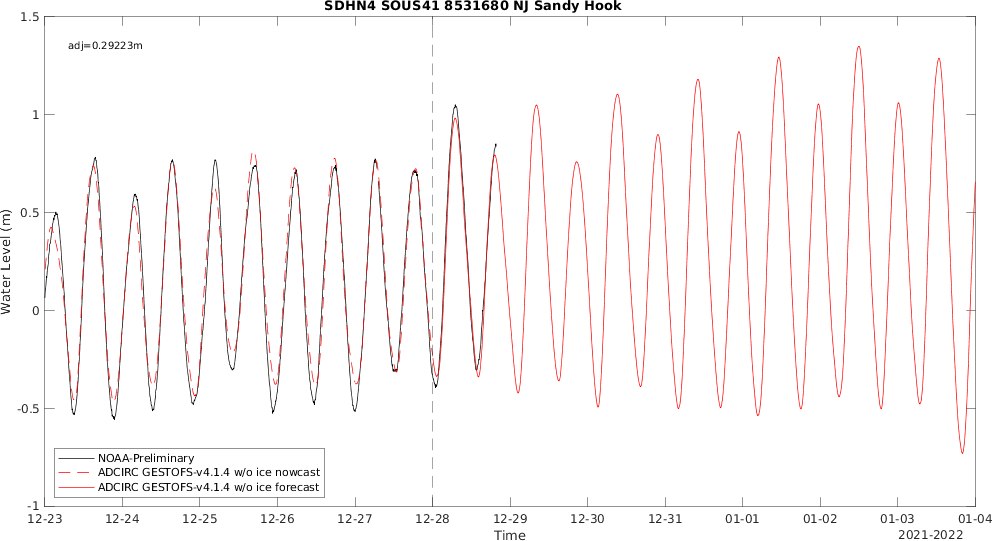 SDHN4 SOUS41 8531680 NJ Sandy Hook
1.5
adj=0.29223m
1
0.5
0
-0.5
-1
Water Level (m)
NOAA-Preliminary
ADCIRC GESTOFS-v4.1.4 w/o ice nowcast
ADCIRC GESTOFS-v4.1.4 w/o ice forecast
12-23 12-24 12-25 12-26 12-27 12-28 12-29 12-30 12-31 01-01 01-02 01-03 01-04
Time
2021-2022